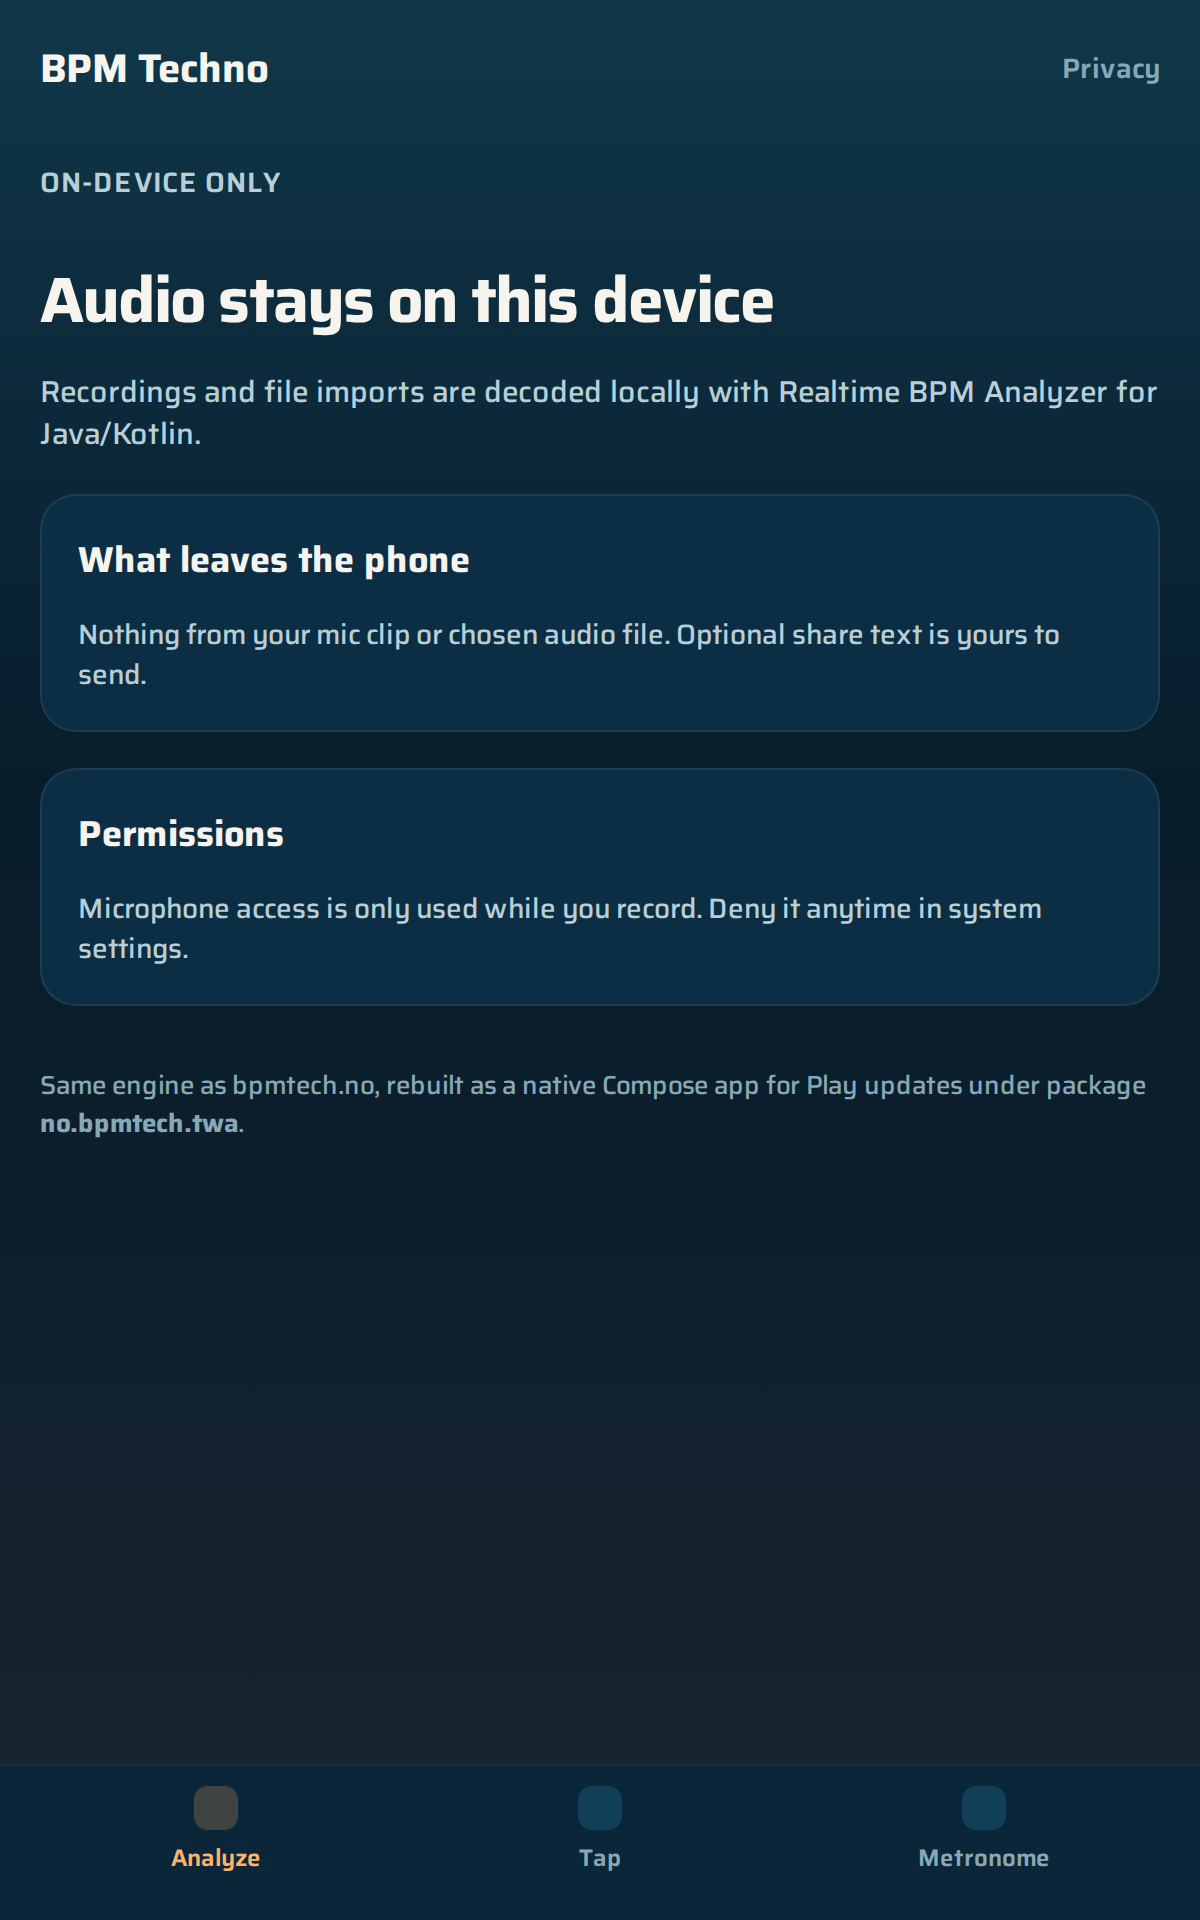 BPM Techno
Privacy
ON-DEVICE ONLY
Audio stays on this device
Recordings and file imports are decoded locally with Realtime BPM Analyzer for
Java/Kotlin.
What leaves the phone
Nothing from your mic clip or chosen audio file. Optional share text is yours to
send.
Permissions
Microphone access is only used while you record. Deny it anytime in system
settings.
Same engine as bpmtech.no, rebuilt as a native Compose app for Play updates under package
no.bpmtech.twa.
Analyze
Tap
Metronome